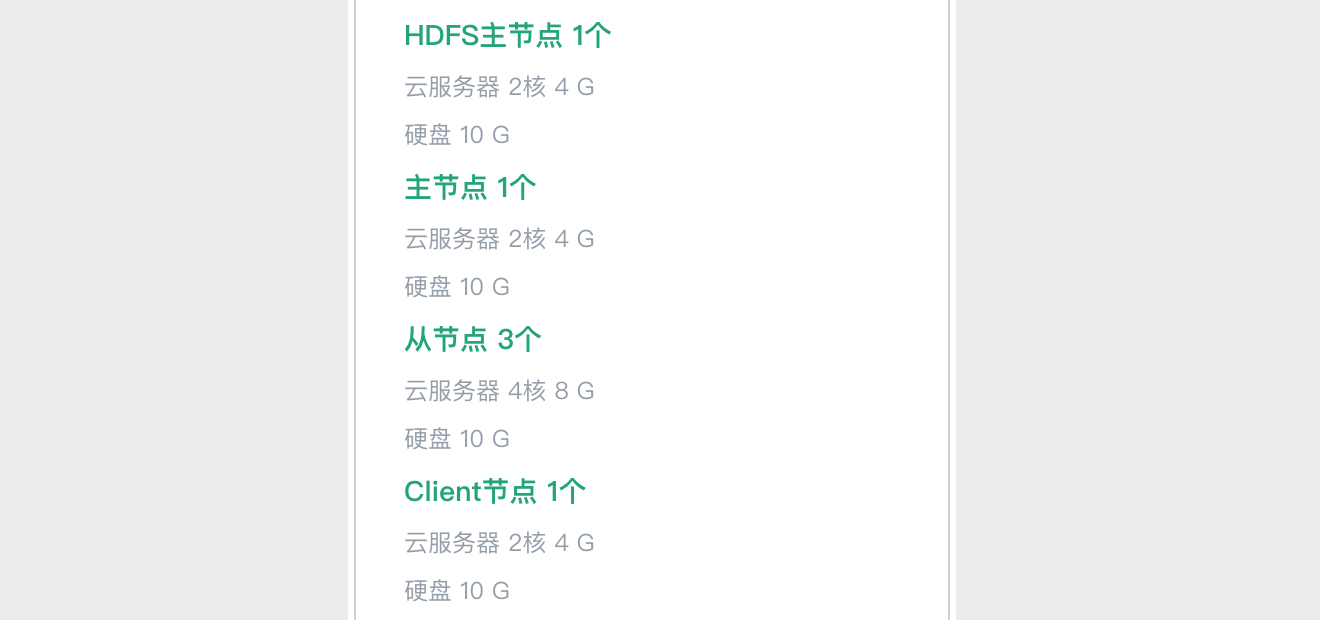 HDFS主节点 1个
云服务器 2核 4 G
硬盘 10 G
主节点 1个
云服务器 2核 4 G
硬盘 10 G
从节点 3个
云服务器 4核 8 G
硬盘 10 G
Client节点 1个
云服务器 2核 4 G
硬盘 10 G